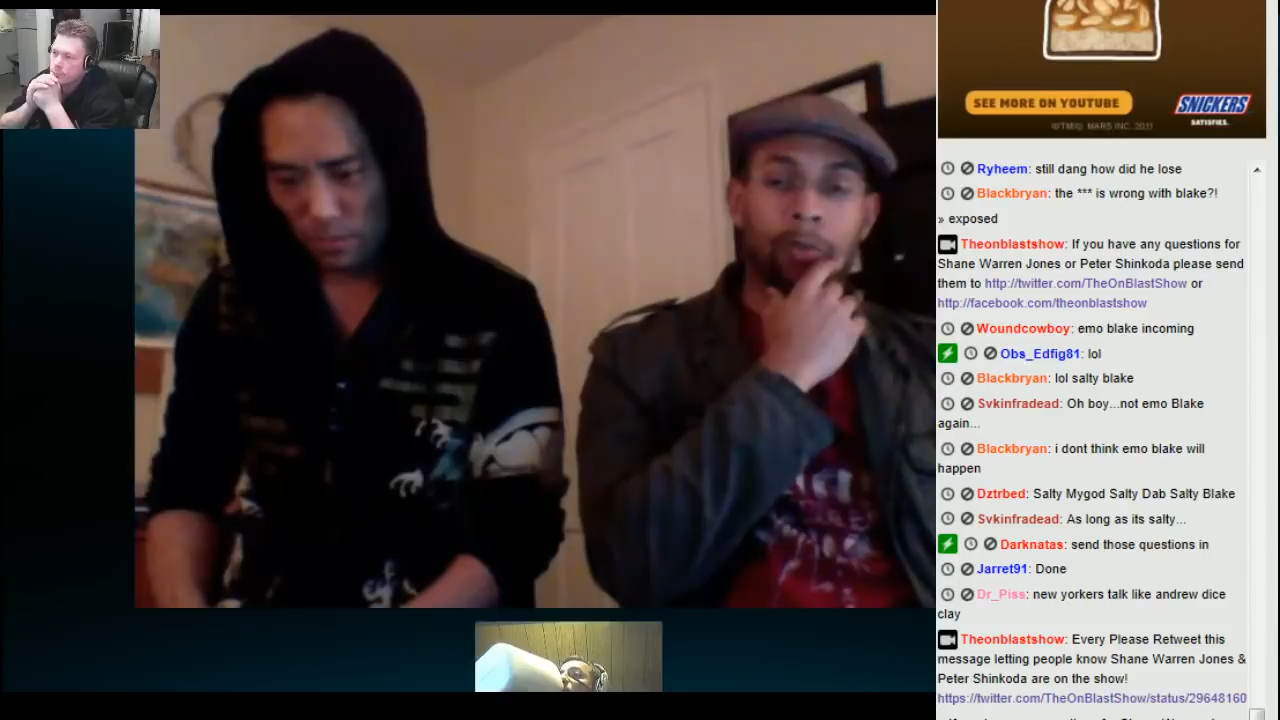 SEE MORE ON YOUTUBE
SNICKERS
SATISFIES.
©TM© MARS INC. 2011
Ryheem: still dang how did he lose
Blackbryan: the *** is wrong with blake?!
» exposed
Theonblastshow: If you have any questions for
Shane Warren Jones or Peter Shinkoda please send
them to http://twitter.com/TheOnBlastShow or
http://facebook.com/theonblastshow
Woundcowboy: emo blake incoming
Obs_Edfig81: lol
Blackbryan: lol salty blake
Svkinfradead: Oh boy...not emo Blake
again...
Blackbryan: i dont think emo blake will
happen
Dztrbed: Salty Mygod Salty Dab Salty Blake
Svkinfradead: As long as its salty...
Darknatas: send those questions in
Jarret91: Done
Dr_Piss: new yorkers talk like andrew dice
clay
Theonblastshow: Every Please Retweet this
message letting people know Shane Warren Jones &
Peter Shinkoda are on the show!
https://twitter.com/TheOnBlastShow/status/29648160